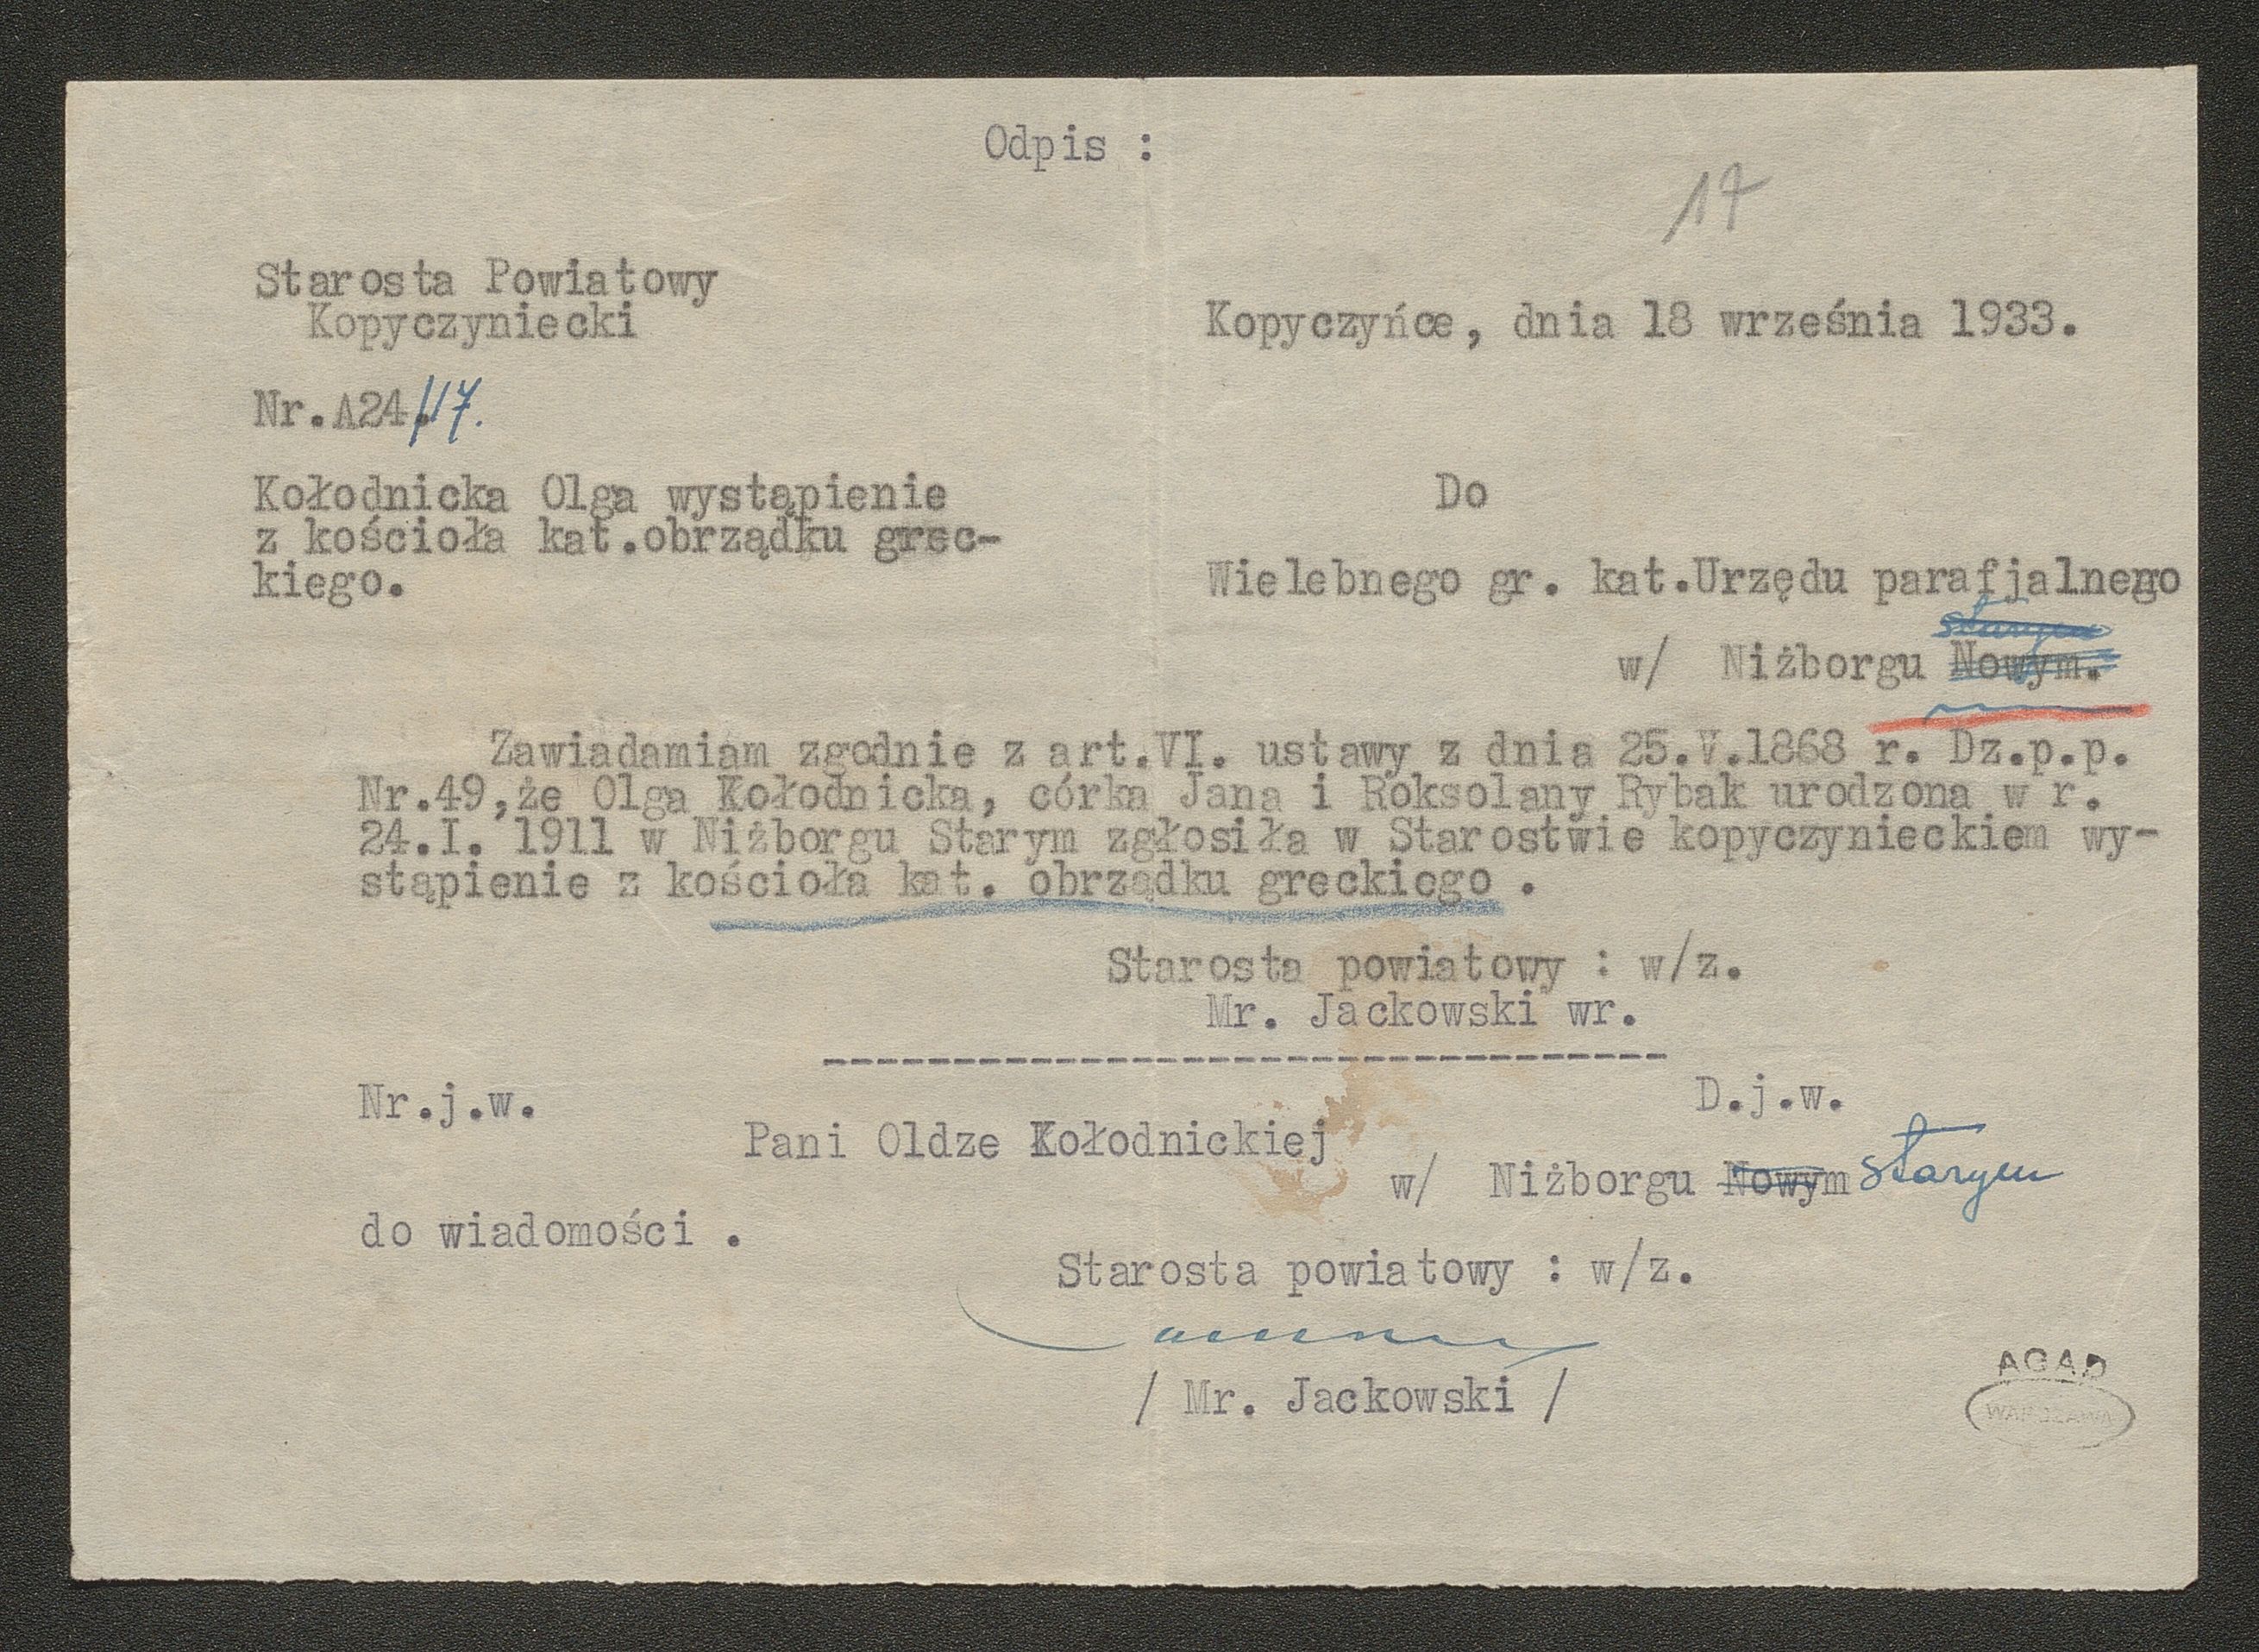 Odpis :
17
Starosta Powiatowy
Kopyczyniecki
Kopyczyńce, dnia 18 września 1933.
Nr. A24/17.
Kołodnicka Olga wystąpienie
z kościoła kat.obrządku grec-
kiego.
Do
Wielebnego gr. kat.Urzędu parafjalnego
starym
w/ Niżborgu Nowym.
Zawiadamiam zgodnie z art.VI. ustawy z dnia 25.V.1868 r. Dz.p.p.
Nr.49,że Olga Kołodnicka, córka Jana i Roksolany Rybak urodzona w r.
24.I. 1911 w Niżborgu Starym zgłosiła w Starostwie kopyczynieckiem wy-
stąpienie z kościoła kat. obrządku greckiego .
Starosta powiatowy : w/z.
Mr. Jackowski wr.
---------------------------------
Nr.j.w.
D.j.w.
Pani Oldze Kołodnickiej
w/ Niżborgu Nowym starym
do wiadomości .
Starosta powiatowy : w/z.
/ Mr. Jackowski /
AGAD
WARSZAWA